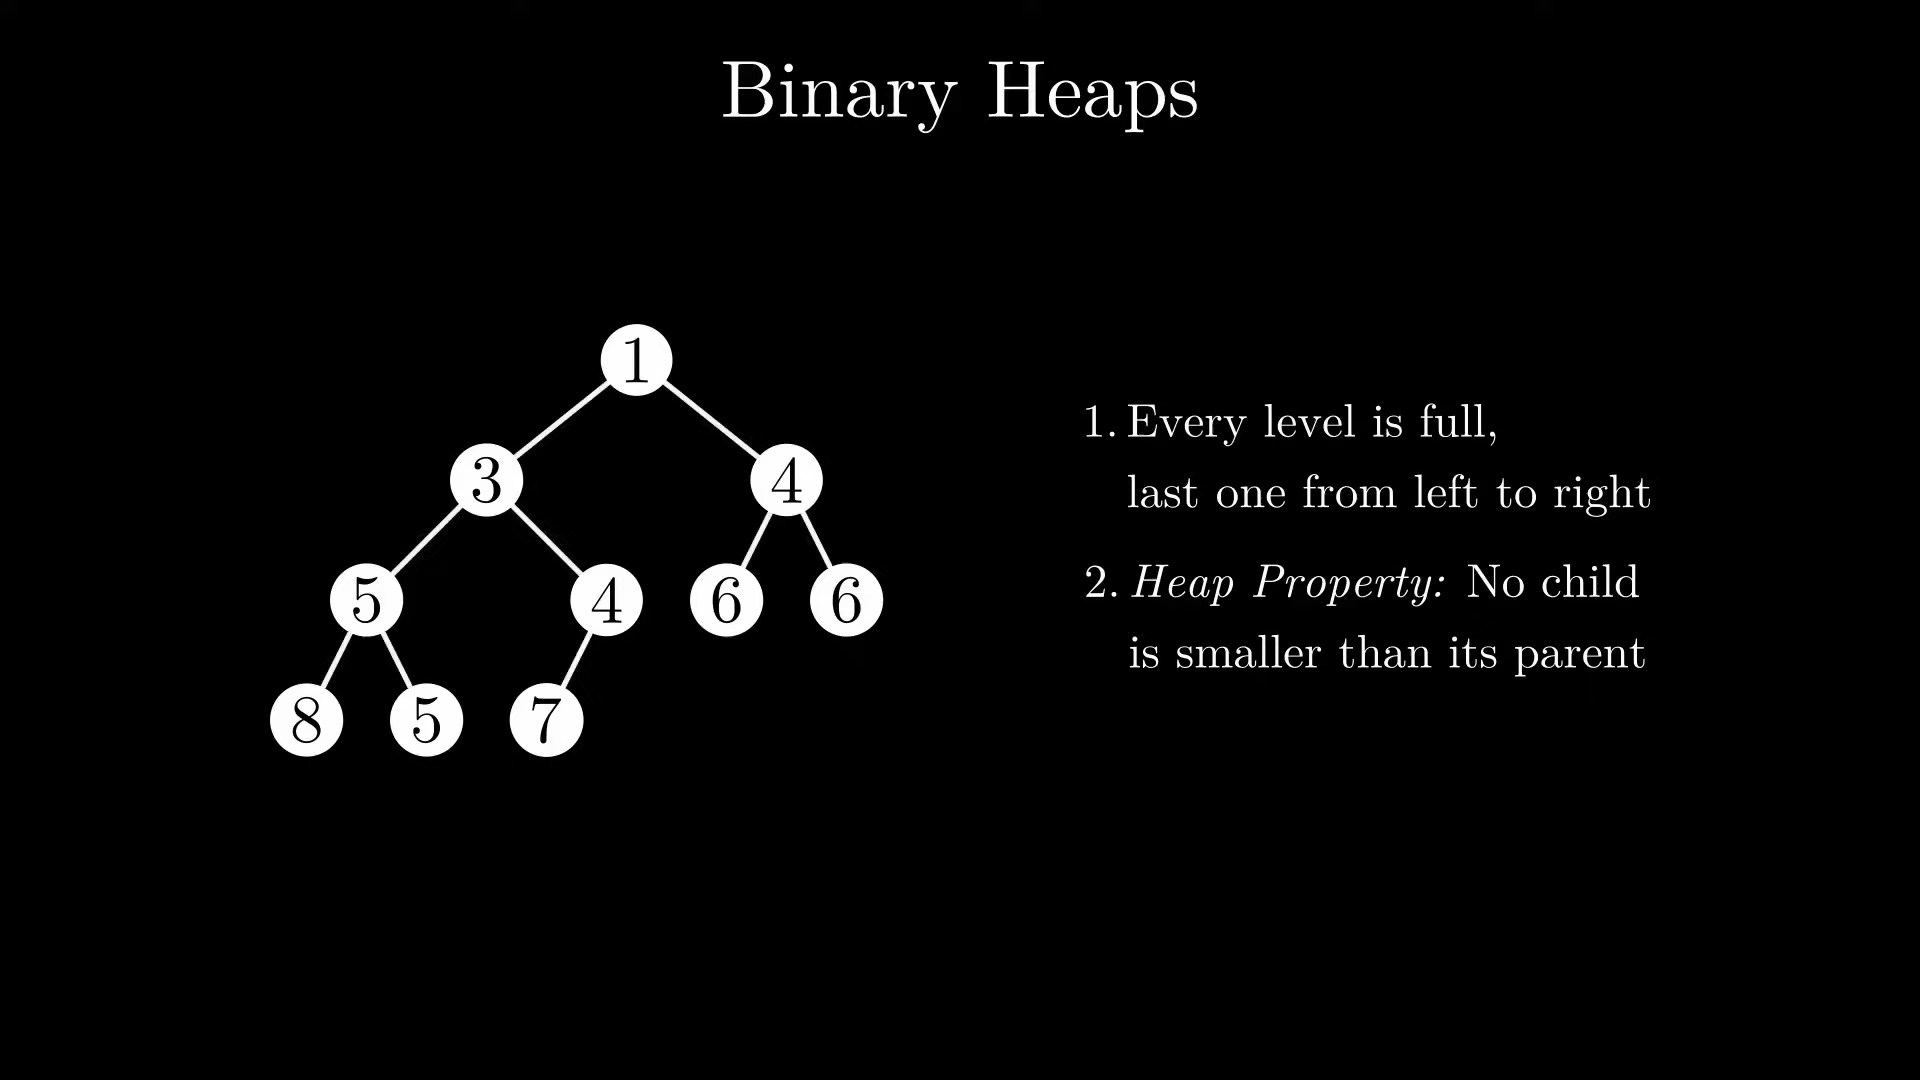 Binary Heaps
1
3 4
5 4 6 6
8 5 7
1. Every level is full,
last one from left to right
2. Heap Property: No child
is smaller than its parent